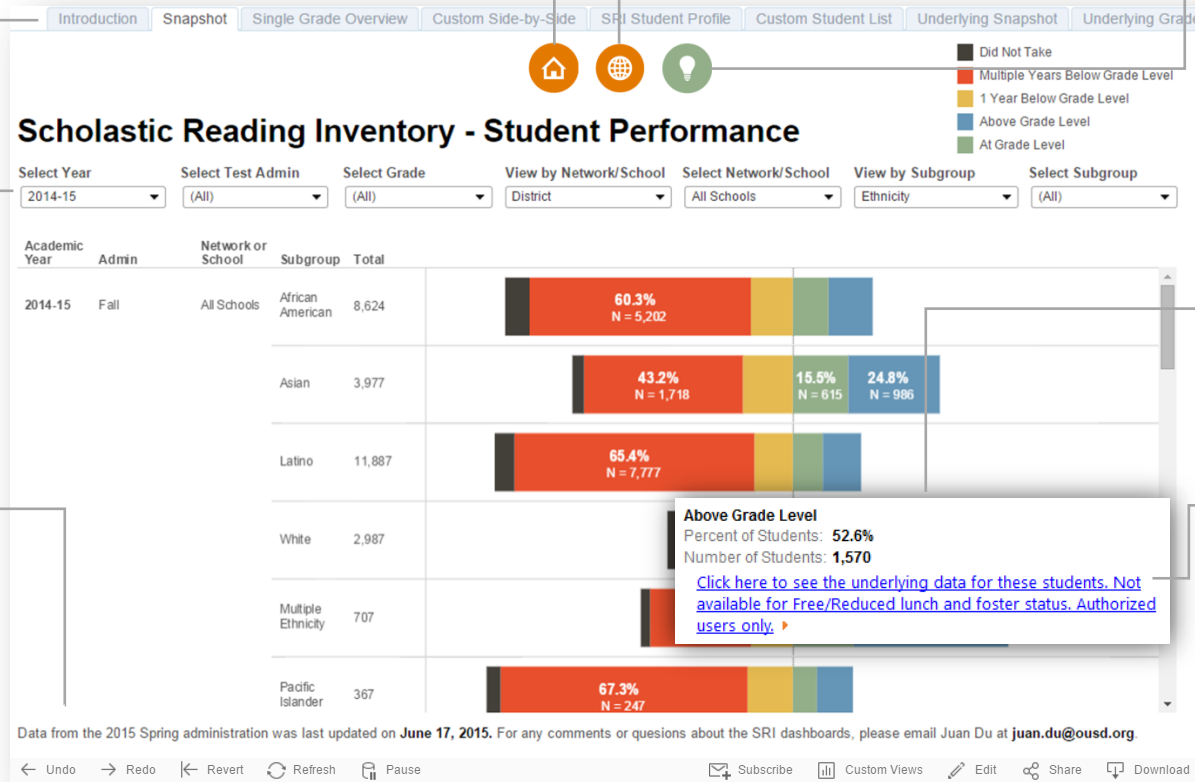 Introduction
Snapshot
Single Grade Overview
Custom Side-by-Side
SRI Student Profile
Custom Student List
Underlying Snapshot
Underlying Grade
Did Not Take
Multiple Years Below Grade Level
1 Year Below Grade Level
Above Grade Level
At Grade Level
Scholastic Reading Inventory - Student Performance
Select Year
Select Test Admin
Select Grade
View by Network/School
Select Network/School
View by Subgroup
Select Subgroup
2014-15
(All)
(All)
District
All Schools
Ethnicity
(All)
Academic
Year
Admin
Network or
School
Subgroup
Total
2014-15
Fall
All Schools
African
American
8,624
60.3%
N = 5,202
Asian
3,977
43.2%
N = 1,718
15.5%
N = 615
24.8%
N = 986
Latino
11,887
65.4%
N = 7,777
White
2,987
Above Grade Level
Percent of Students: 52.6%
Number of Students: 1,570
Click here to see the underlying data for these students. Not
available for Free/Reduced lunch and foster status. Authorized
users only.
Multiple
Ethnicity
707
Pacific
Islander
367
67.3%
N = 247
Data from the 2015 Spring administration was last updated on June 17, 2015. For any comments or quesions about the SRI dashboards, please email Juan Du at juan.du@ousd.org.
Undo
Redo
Revert
Refresh
Pause
Subscribe
Custom Views
Edit
Share
Download